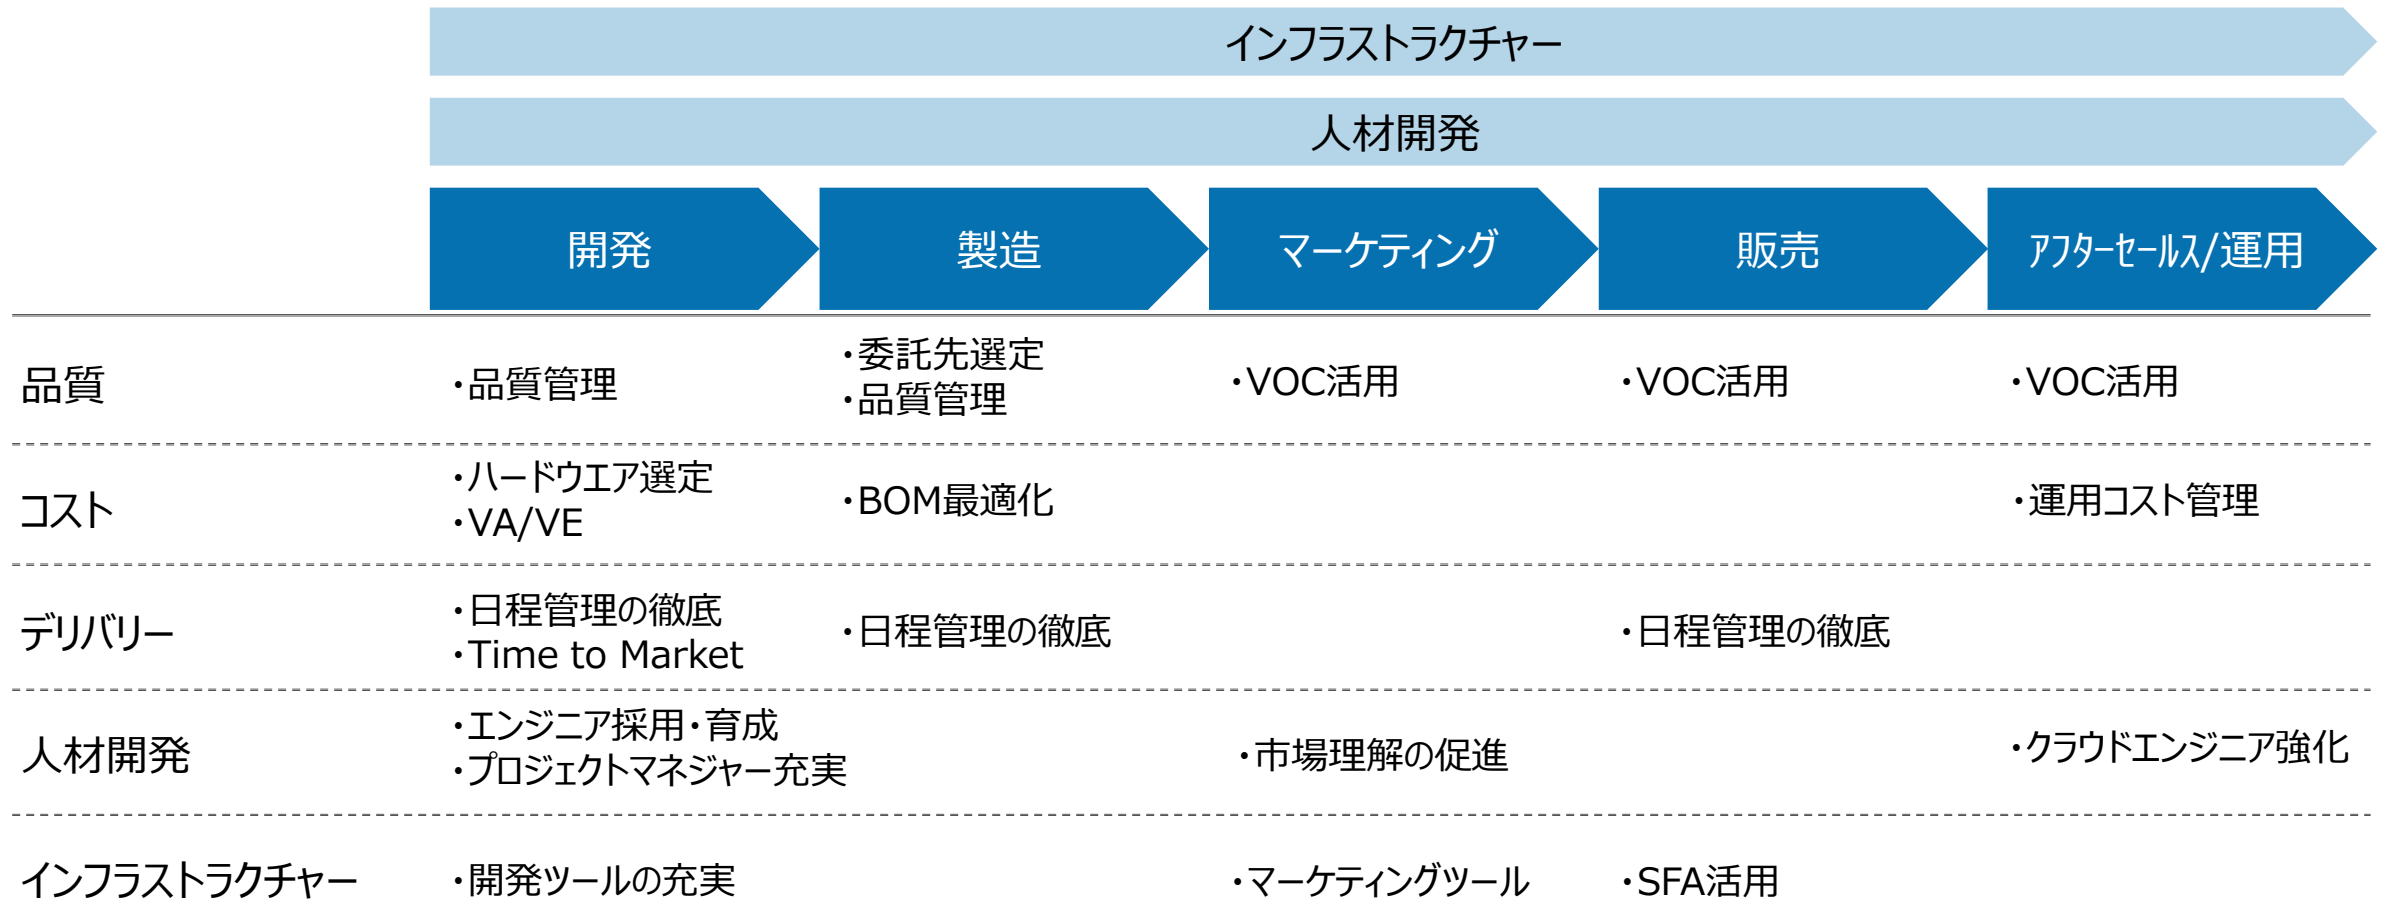 インフラストラクチャー
人材開発
開発
製造
マーケティング
販売
アフターセールス/運用
品質
・品質管理
・委託先選定
・品質管理
・VOC活用
・VOC活用
・VOC活用
コスト
・ハードウエア選定
・VA/VE
・BOM最適化
・運用コスト管理
デリバリー
・日程管理の徹底
・Time to Market
・日程管理の徹底
・日程管理の徹底
人材開発
・エンジニア採用・育成
・プロジェクトマネジャー充実
・市場理解の促進
・クラウドエンジニア強化
インフラストラクチャー
・開発ツールの充実
・マーケティングツール
・SFA活用